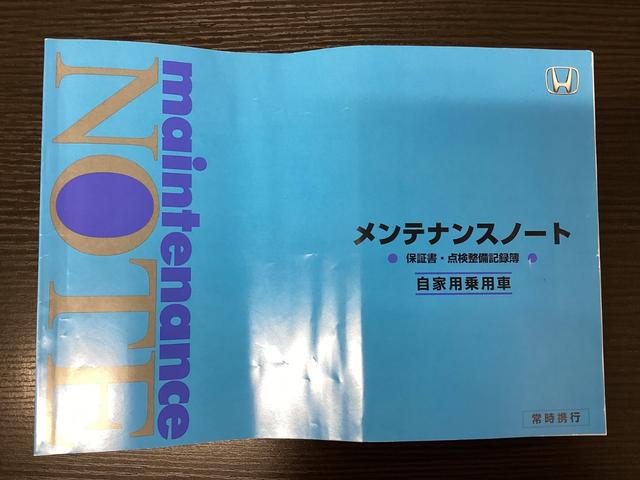 maintenance
NOTE
メンテナンスノート
● 保証書・点検整備記録簿 ●
自家用乗用車
常時携行